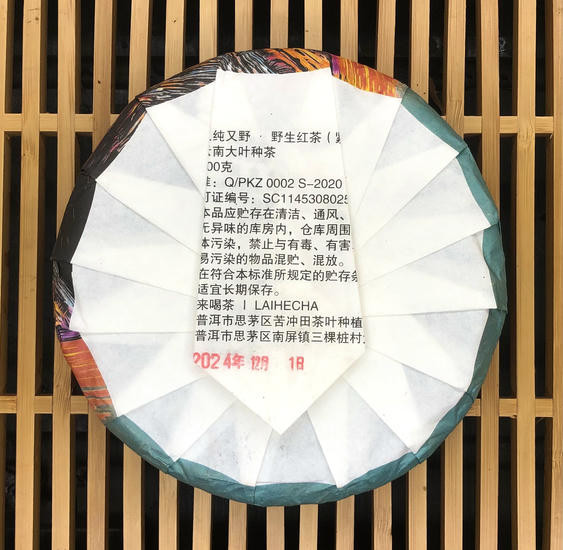 纯又野 · 野生红茶（
南大叶种茶
00克
：Q/PKZ 0002 S-2020
可证编号：SC1145308025
本品应贮存在清洁、通风、
无异味的库房内，仓库周围
体污染，禁止与有毒、有害
易污染的物品混贮、混放。
在符合本标准所规定的贮存条
适宜长期保存。
来喝茶 | LAIHECHA
普洱市思茅区苦冲田茶叶种植
普洱市思茅区南屏镇三棵桩村
2024年 12月 1日